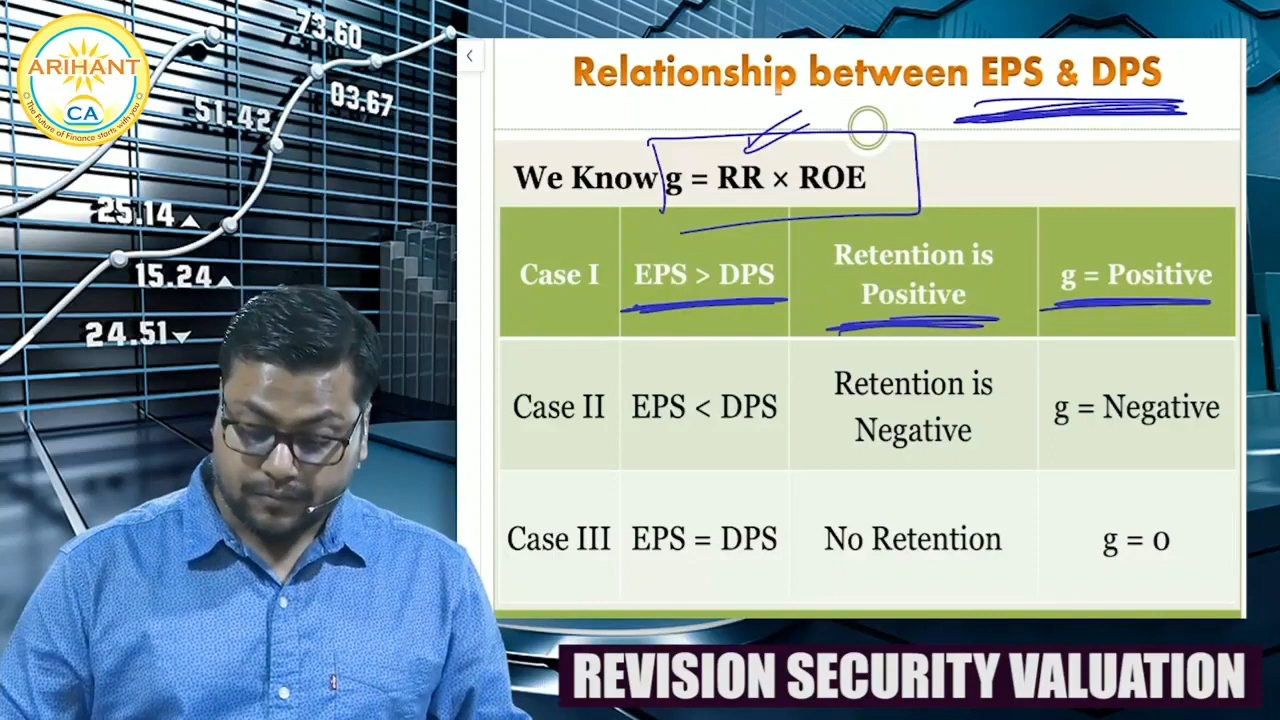 ARIHANT
CA
The Future of Finance starts with you
73.60
51.42
03.67
25.14
15.24
24.51
Relationship between EPS & DPS
We Know g = RR × ROE
Case I EPS > DPS Retention is Positive g = Positive
Case II EPS < DPS Retention is Negative g = Negative
Case III EPS = DPS No Retention g = 0
REVISION SECURITY VALUATION